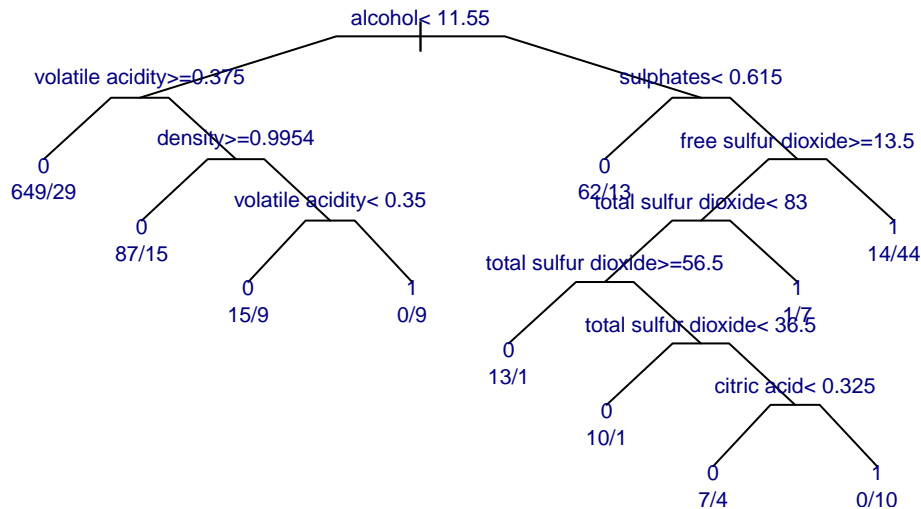 alcohol< 11.55
volatile acidity>=0.375
sulphates< 0.615
density>=0.9954
free sulfur dioxide>=13.5
0
649/29
0
62/13
volatile acidity< 0.35
total sulfur dioxide< 83
0
87/15
1
14/44
total sulfur dioxide>=56.5
0
15/9
1
0/9
1
1/7
total sulfur dioxide< 36.5
0
13/1
citric acid< 0.325
0
10/1
0
7/4
1
0/10